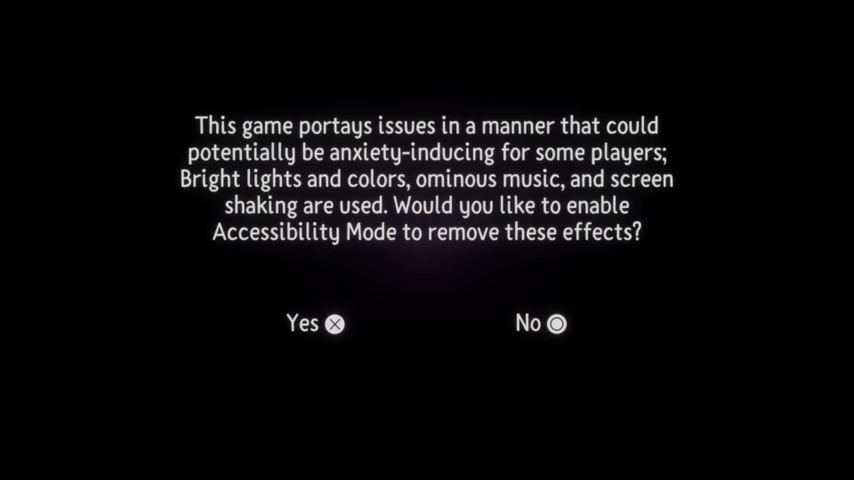 This game portays issues in a manner that could
potentially be anxiety-inducing for some players;
Bright lights and colors, ominous music, and screen
shaking are used. Would you like to enable
Accessibility Mode to remove these effects?
Yes No